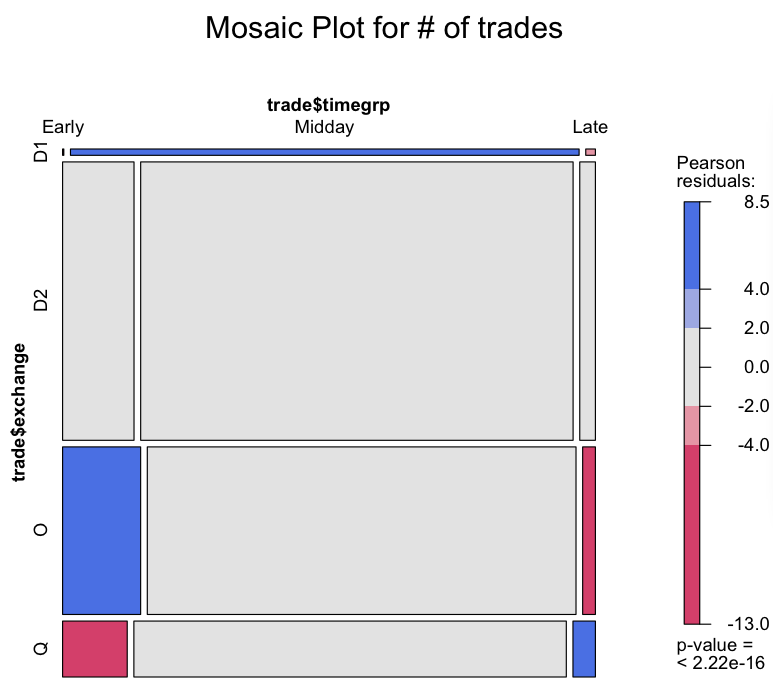 Mosaic Plot for # of trades
trade$timegrp
Early Midday Late
trade$exchange
D1
D2
O
Q
Pearson
residuals:
8.5
4.0
2.0
0.0
-2.0
-4.0
-13.0
p-value =
< 2.22e-16